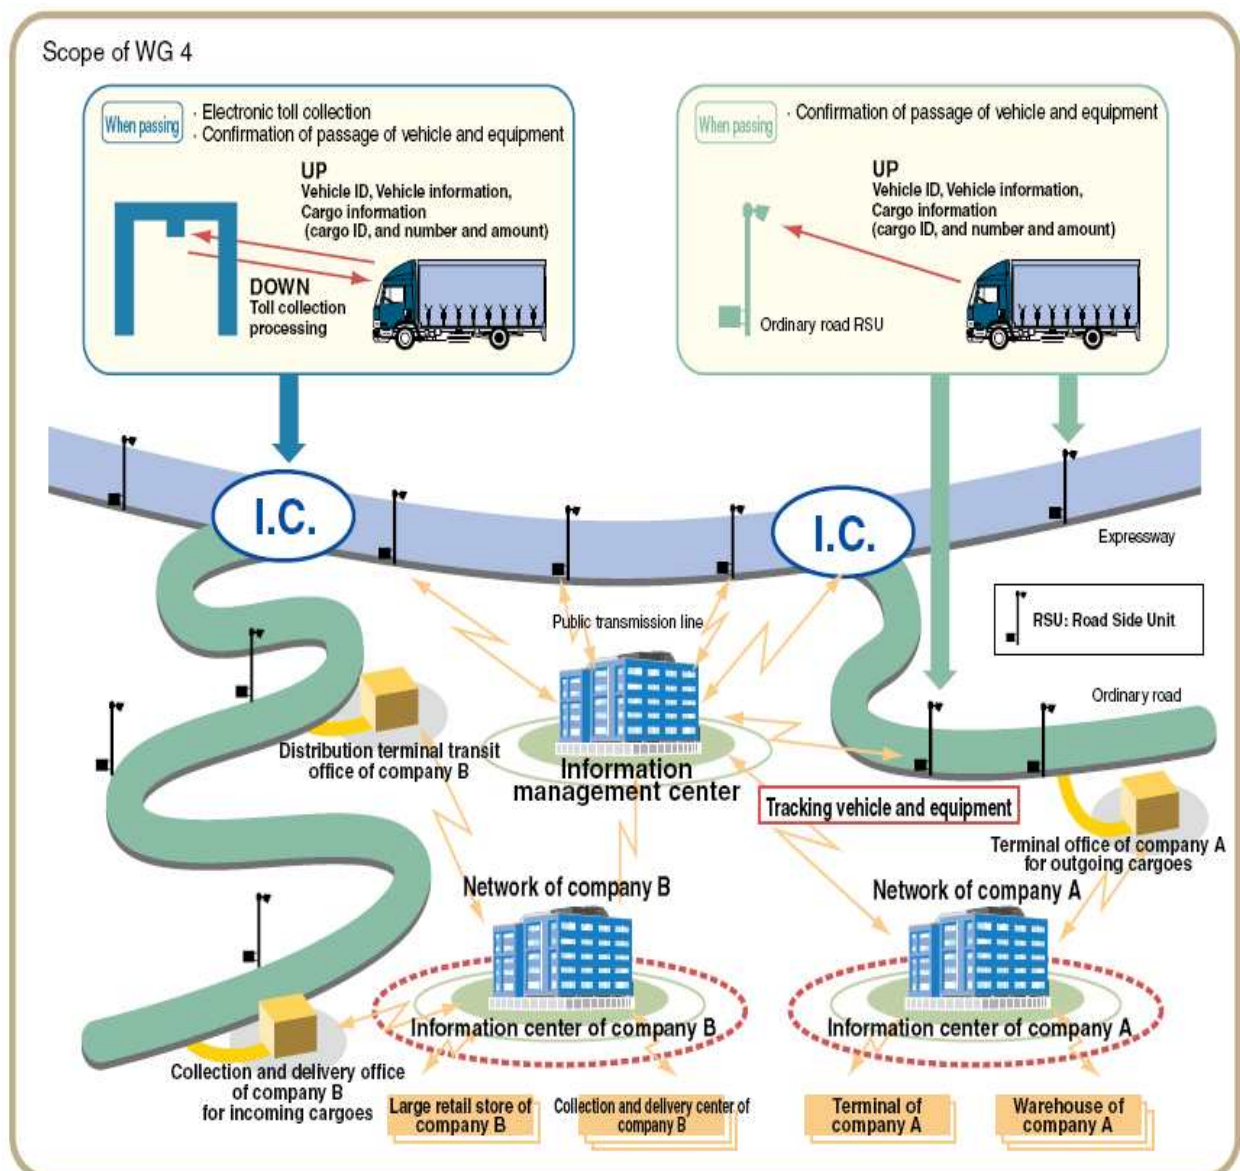 Scope of WG 4
When passing
· Electronic toll collection
· Confirmation of passage of vehicle and equipment
UP
Vehicle ID, Vehicle information,
Cargo information
(cargo ID, and number and amount)
DOWN
Toll collection
processing
When passing
· Confirmation of passage of vehicle and equipment
UP
Vehicle ID, Vehicle information,
Cargo information
(cargo ID, and number and amount)
Ordinary road RSU
I.C.
I.C.
Expressway
Public transmission line
RSU: Road Side Unit
Ordinary road
Distribution terminal transit
office of company B
Information
management center
Tracking vehicle and equipment
Terminal office of company A
for outgoing cargoes
Network of company B
Network of company A
Information center of company B
Information center of company A
Collection and delivery office
of company B
for incoming cargoes
Large retail store of
company B
Collection and delivery center of
company B
Terminal of
company A
Warehouse of
company A